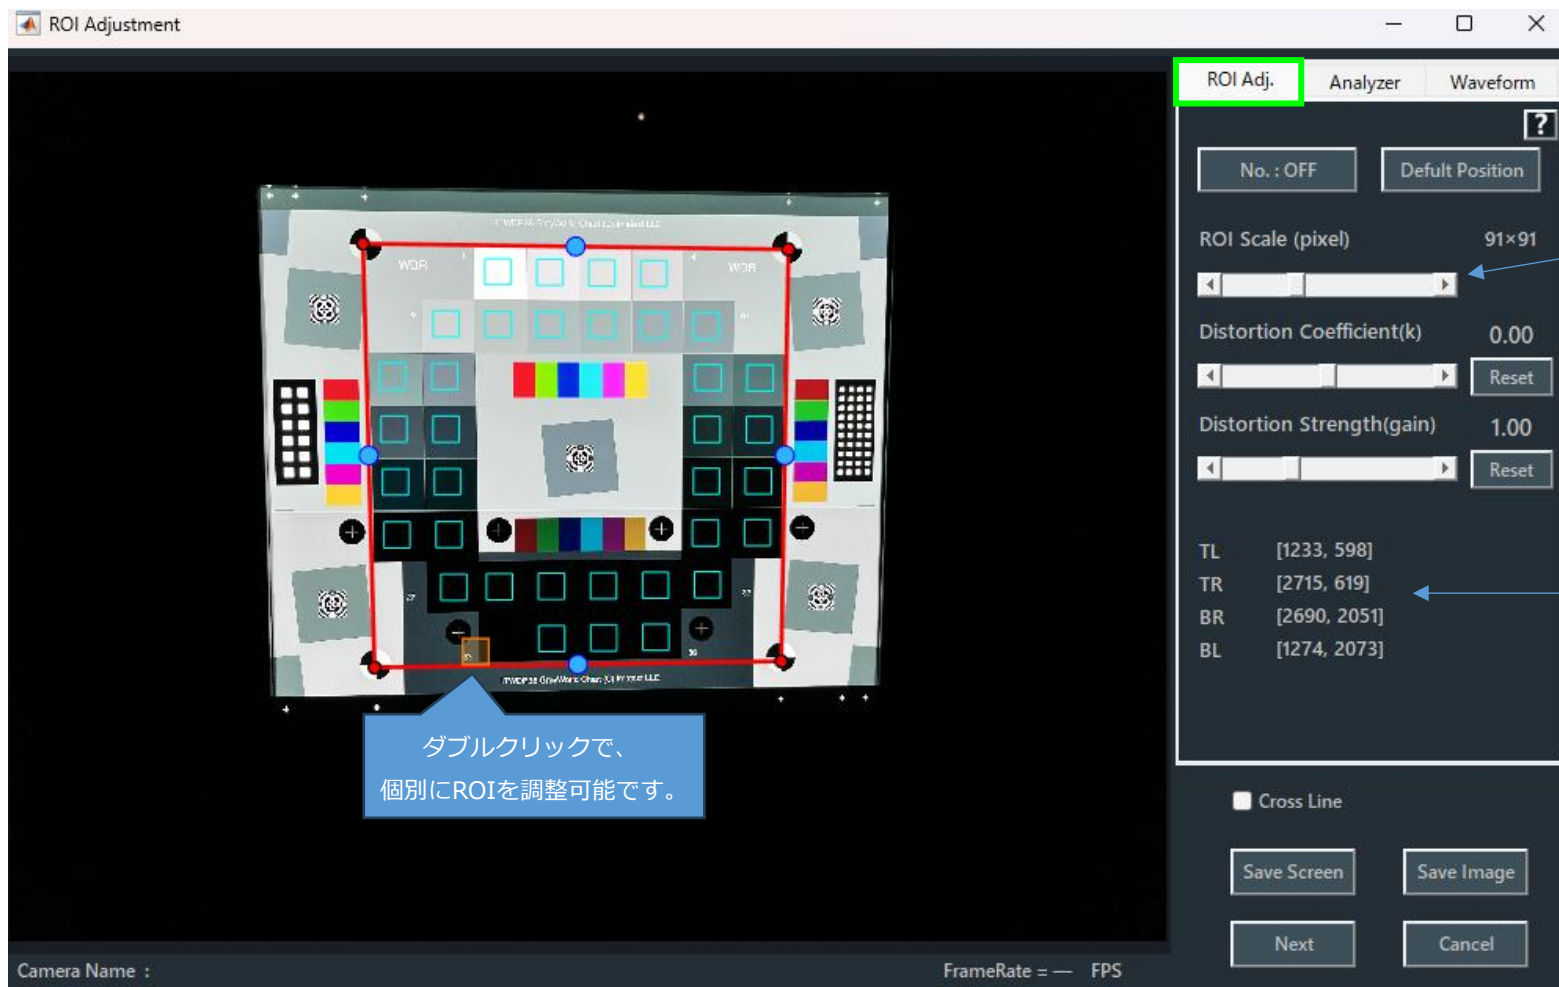 ROI Adjustment
ROI Adj.
Analyzer
Waveform
?
No. : OFF
Defult Position
ROI Scale (pixel)
91×91
Distortion Coefficient(k)
0.00
Reset
Distortion Strength(gain)
1.00
Reset
TL [1233, 598]
TR [2715, 619]
BR [2690, 2051]
BL [1274, 2073]
WDR
WDR
ダブルクリックで、
個別にROIを調整可能です。
Cross Line
Save Screen
Save Image
Next
Cancel
Camera Name :
FrameRate = — FPS